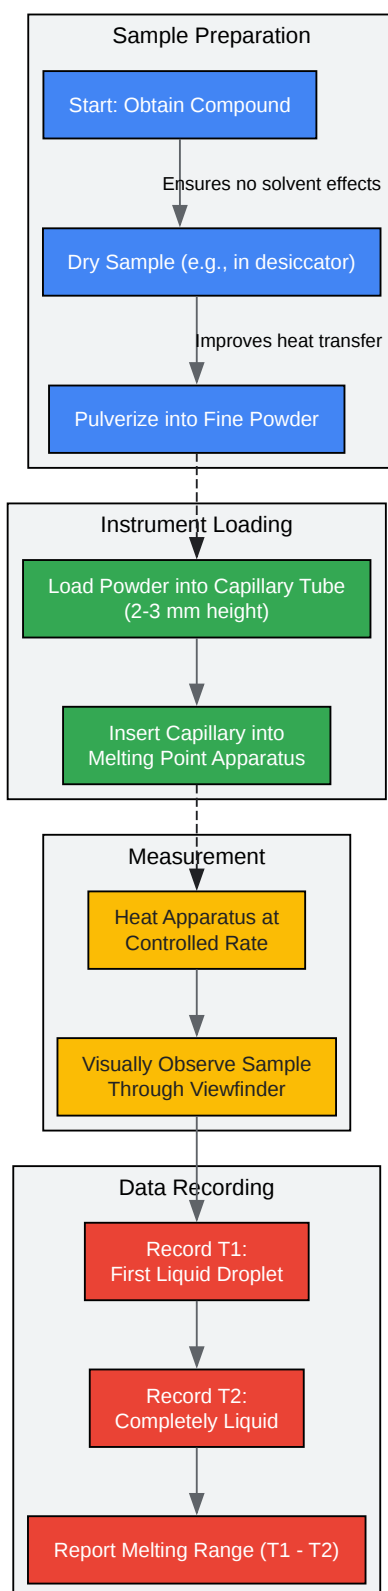 Sample Preparation
Start: Obtain Compound
Ensures no solvent effects
Dry Sample (e.g., in desiccator)
Improves heat transfer
Pulverize into Fine Powder
Instrument Loading
Load Powder into Capillary Tube
(2-3 mm height)
Insert Capillary into
Melting Point Apparatus
Measurement
Heat Apparatus at
Controlled Rate
Visually Observe Sample
Through Viewfinder
Data Recording
Record T1:
First Liquid Droplet
Record T2:
Completely Liquid
Report Melting Range (T1 - T2)